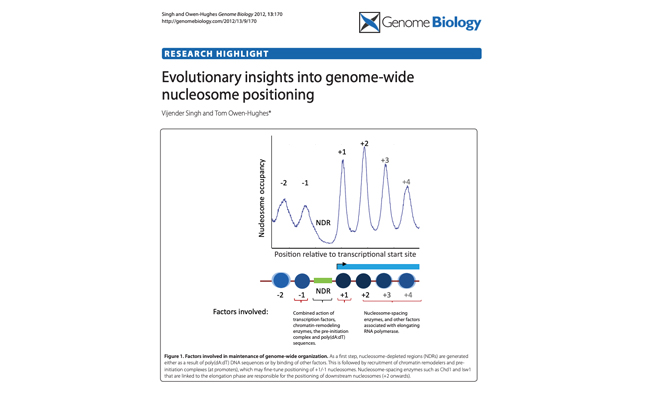 Singh and Owen-Hughes Genome Biology 2012, 13:170
http://genomebiology.com/2012/13/9/170
Genome Biology
RESEARCH HIGHLIGHT
Evolutionary insights into genome-wide
nucleosome positioning
Vijender Singh and Tom Owen-Hughes*
Nucleosome occupancy
-2
-1
NDR
+1
+2
+3
+4
Position relative to transcriptional start site
-2
-1
NDR
+1
+2
+3
+4
Factors involved:
Combined action of
transcription factors,
chromatin-remodeling
enzymes, the pre-initiation
complex and poly(dA:dT)
sequences.
Nucleosome-spacing
enzymes, and other factors
associated with elongating
RNA polymerase.
Figure 1. Factors involved in maintenance of genome-wide organization. As a first step, nucleosome-depleted regions (NDRs) are generated
either as a result of poly(dA:dT) DNA sequences or by binding of other factors. This is followed by recruitment of chromatin remodelers and pre-
initiation complexes (at promoters), which may fine-tune positioning of +1/-1 nucleosomes. Nucleosome-spacing enzymes such as Chd1 and Isw1
that are linked to the elongation phase are responsible for the positioning of downstream nucleosomes (+2 onwards).